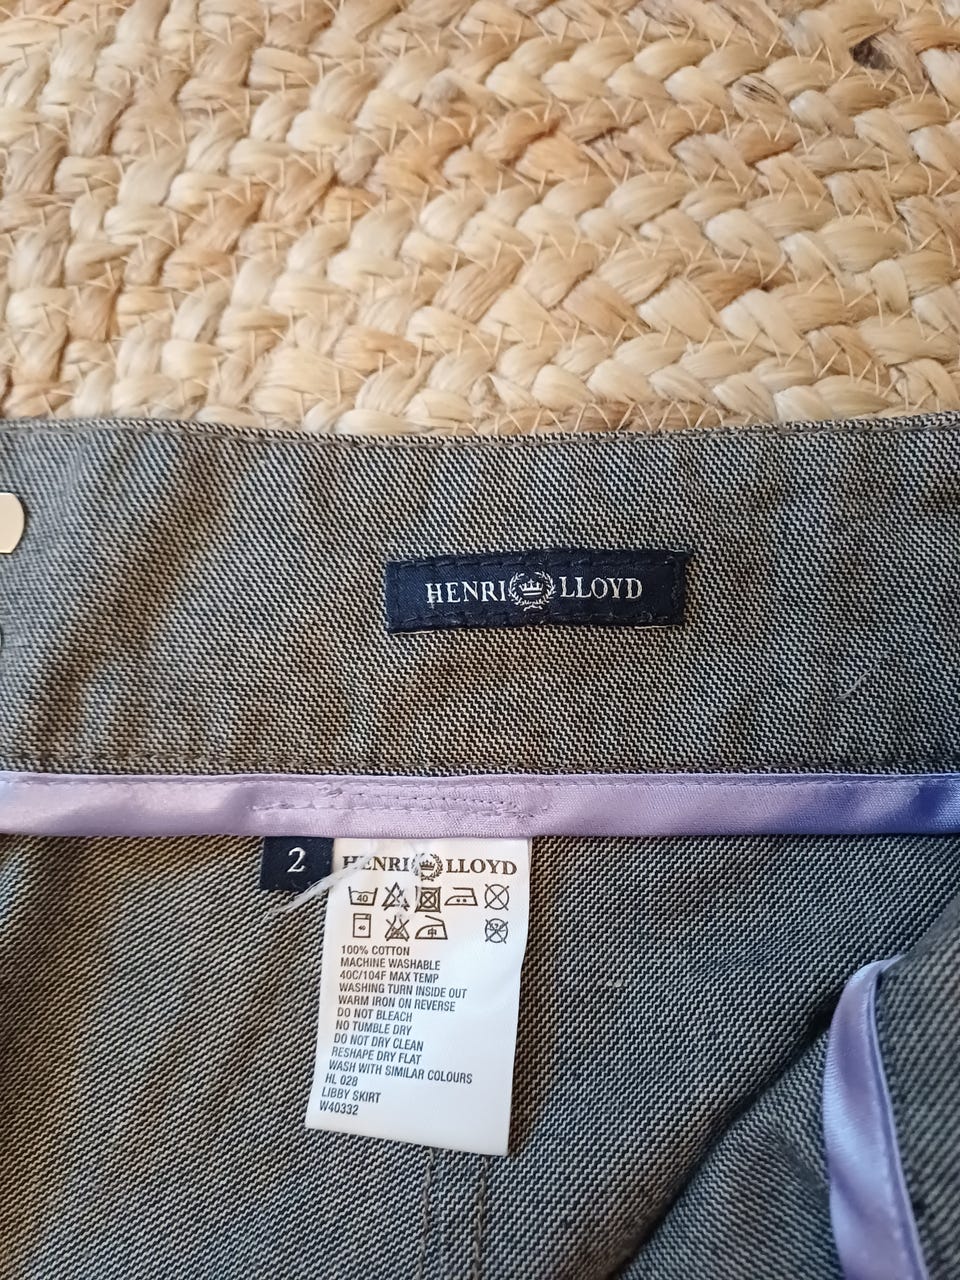 HENRI LLOYD
2
HENRI LLOYD
40
40
100% COTTON
MACHINE WASHABLE
40C/104F MAX TEMP
WASHING TURN INSIDE OUT
WARM IRON ON REVERSE
DO NOT BLEACH
NO TUMBLE DRY
DO NOT DRY CLEAN
RESHAPE DRY FLAT
WASH WITH SIMILAR COLOURS
HL 028
LIBBY SKIRT
W40332